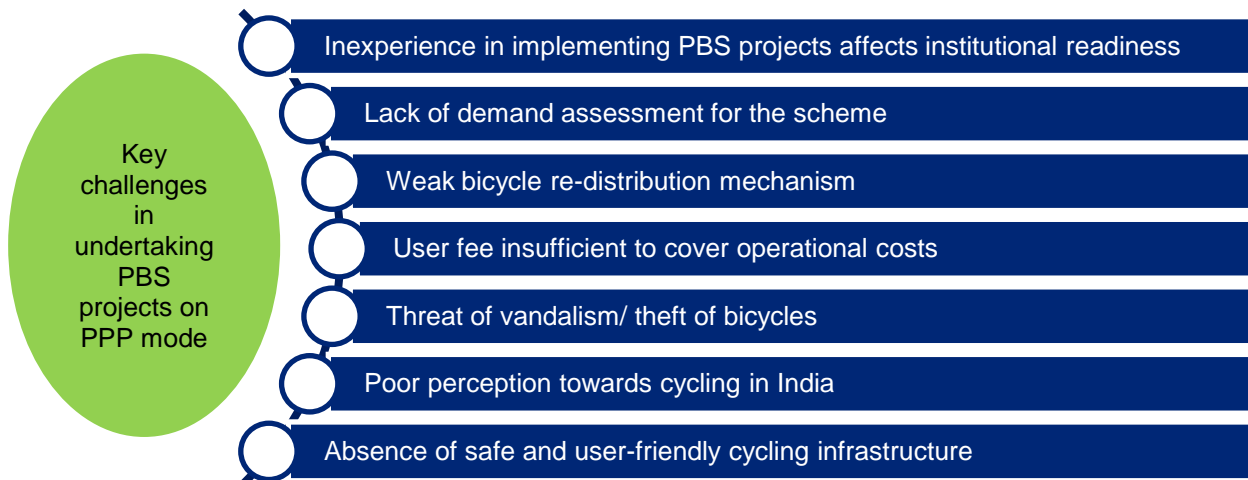 Key
challenges
in
undertaking
PBS
projects on
PPP mode
Inexperience in implementing PBS projects affects institutional readiness
Lack of demand assessment for the scheme
Weak bicycle re-distribution mechanism
User fee insufficient to cover operational costs
Threat of vandalism/ theft of bicycles
Poor perception towards cycling in India
Absence of safe and user-friendly cycling infrastructure